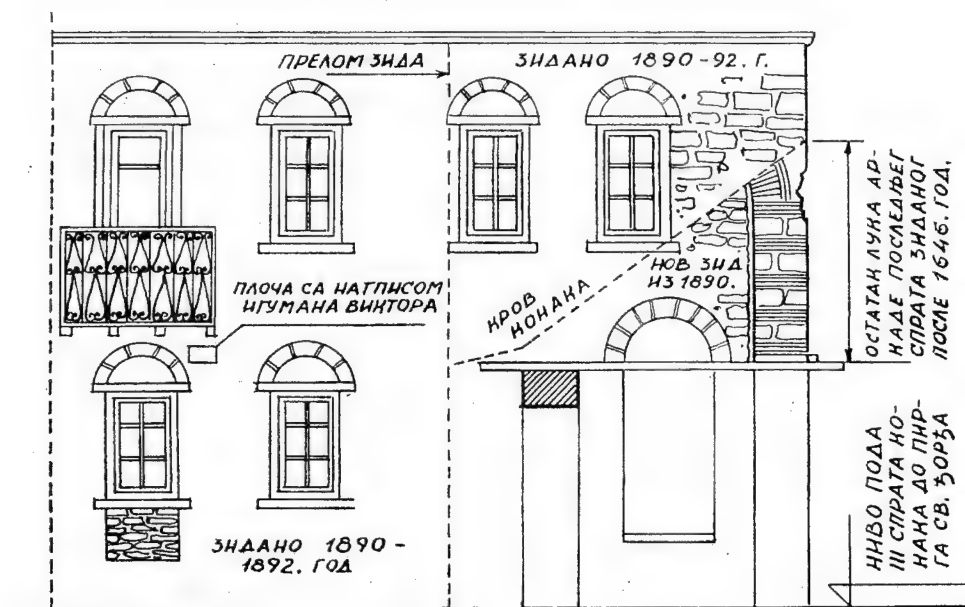 ПРЕЛОМ ЗИДА
ЗИДАНО 1890-92. Г.
ПЛОЧА СА НАТПИСОМ
ИГУМАНА ВИКТОРА
КРОВ
КОНАКА
НОВ ЗИД
ИЗ 1890.
ЗИДАНО 1890-
1892. ГОД
ОСТАТАК ЛУКА АР-
КАДЕ ПОСЛЕДЊЕГ
СПРАТА ЗИДАНОГ
ПОСЛЕ 1646. ГОД.
НИВО ПОДА
III СПРАТА КО-
НАКА ДО ПИР-
ГА СВ. ЂОРЂА